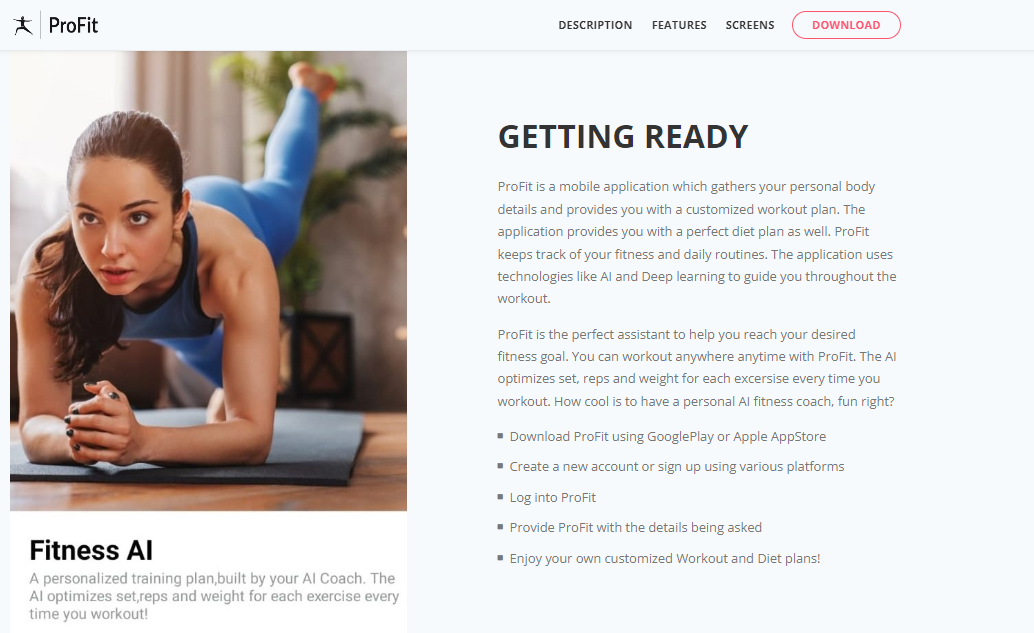 ProFit
DESCRIPTION FEATURES SCREENS DOWNLOAD
GETTING READY
ProFit is a mobile application which gathers your personal body
details and provides you with a customized workout plan. The
application provides you with a perfect diet plan as well. ProFit
keeps track of your fitness and daily routines. The application uses
technologies like AI and Deep learning to guide you throughout the
workout.
ProFit is the perfect assistant to help you reach your desired
fitness goal. You can workout anywhere anytime with ProFit. The AI
optimizes set, reps and weight for each excersise every time you
workout. How cool is to have a personal AI fitness coach, fun right?
Download ProFit using GooglePlay or Apple AppStore
Create a new account or sign up using various platforms
Log into ProFit
Provide ProFit with the details being asked
Enjoy your own customized Workout and Diet plans!
Fitness AI
A personalized training plan,built by your AI Coach. The
AI optimizes set,reps and weight for each exercise every
time you workout!